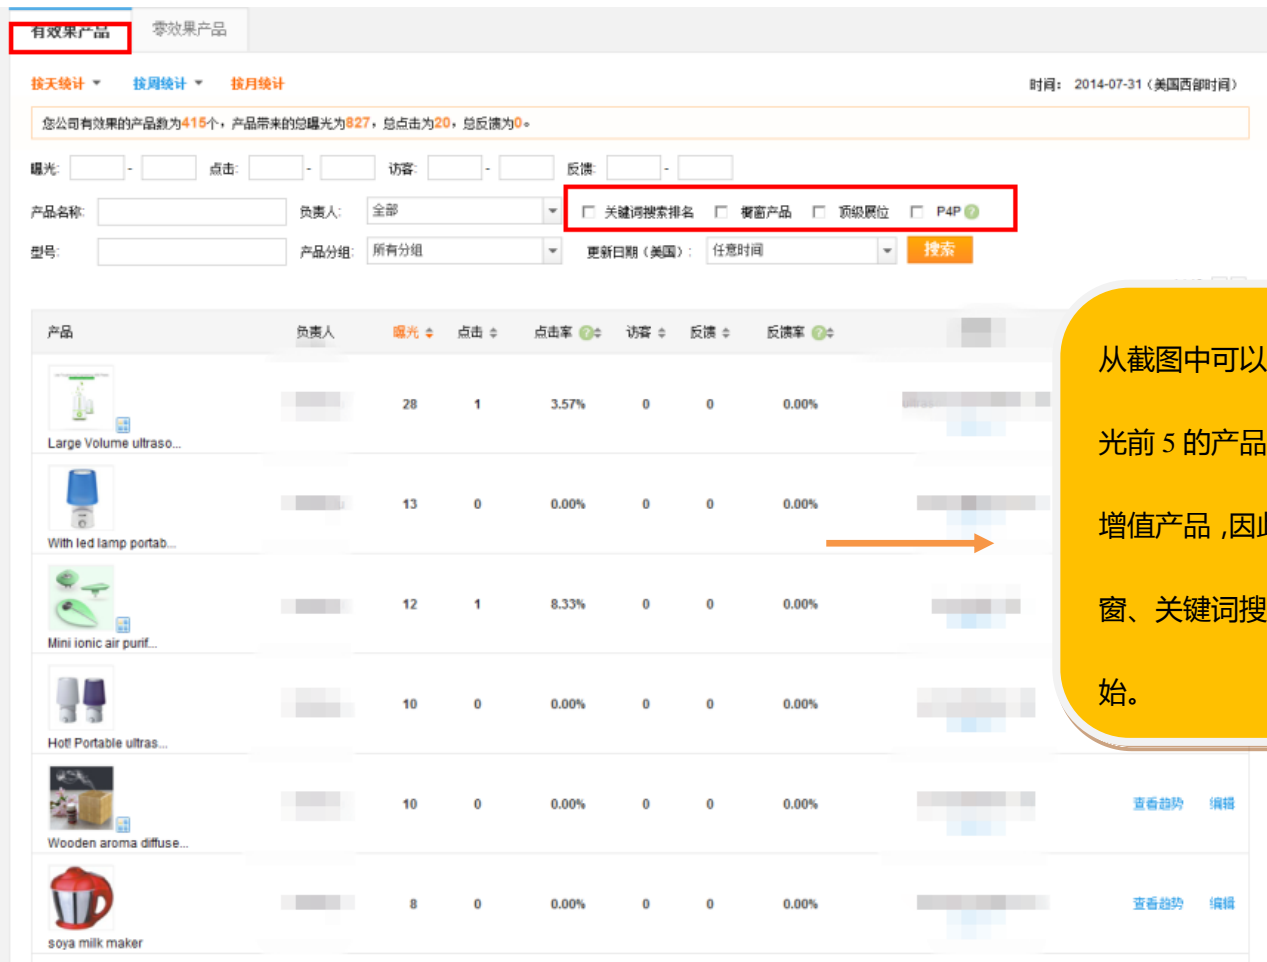 有效果产品 零效果产品
按天统计 按周统计 按月统计 时间： 2014-07-31（美国西部时间）
您公司有效果的产品数为415个，产品带来的总曝光为827，总点击为20，总反馈为0。
曝光: - 点击: - 访客: - 反馈: -
产品名称: 负责人: 全部 关键词搜索排名 橱窗产品 顶级展位 P4P
型号: 产品分组: 所有分组 更新日期（美国）: 任意时间 搜索
产品 负责人 曝光 点击 点击率 访客 反馈 反馈率
28 1 3.57% 0 0 0.00%
Large Volume ultraso...
13 0 0.00% 0 0 0.00%
With led lamp portab...
12 1 8.33% 0 0 0.00%
Mini ionic air purif...
10 0 0.00% 0 0 0.00%
Hot! Portable ultras...
10 0 0.00% 0 0 0.00% 查看趋势 编辑
Wooden aroma diffuse...
8 0 0.00% 0 0 0.00% 查看趋势 编辑
soya milk maker
从截图中可以
光前 5 的产品
增值产品，因此
窗、关键词搜
始。